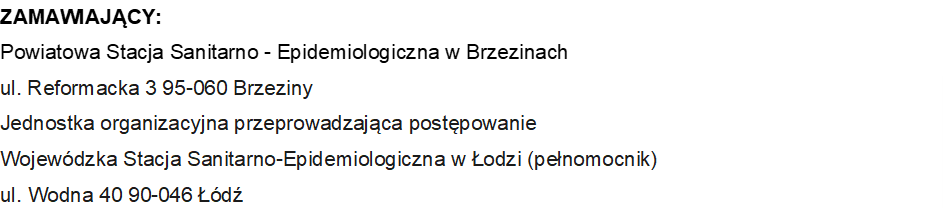 ZAMAWIAJĄCY:
Powiatowa Stacja Sanitarno - Epidemiologiczna w Brzezinach
ul. Reformacka 3 95-060 Brzeziny
Jednostka organizacyjna przeprowadzająca postępowanie
Wojewódzka Stacja Sanitarno-Epidemiologiczna w Łodzi (pełnomocnik)
ul. Wodna 40 90-046 Łódź